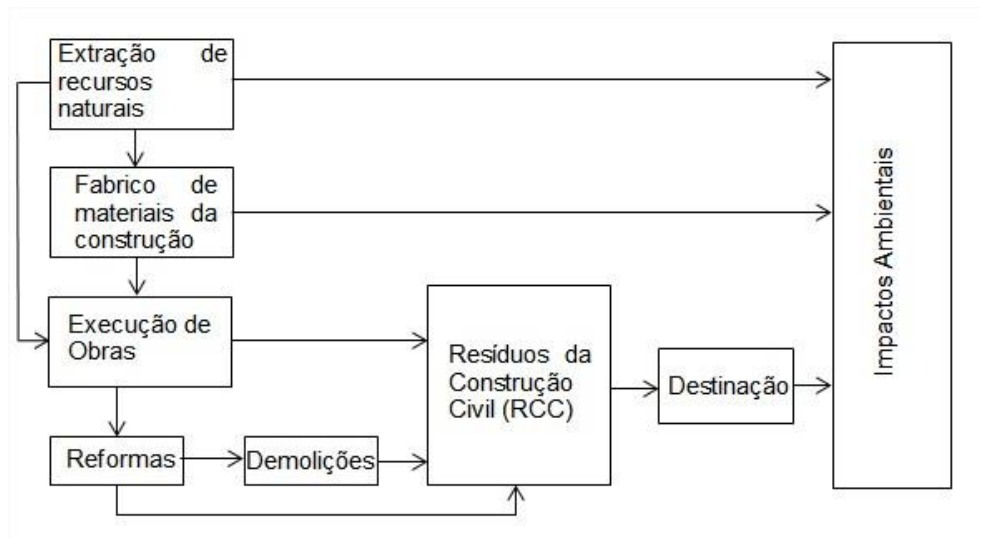 Extração de
recursos
naturais
Fabrico de
materiais da
construção
Execução de
Obras
Reformas
Demolições
Resíduos da
Construção
Civil (RCC)
Destinação
Impactos Ambientais